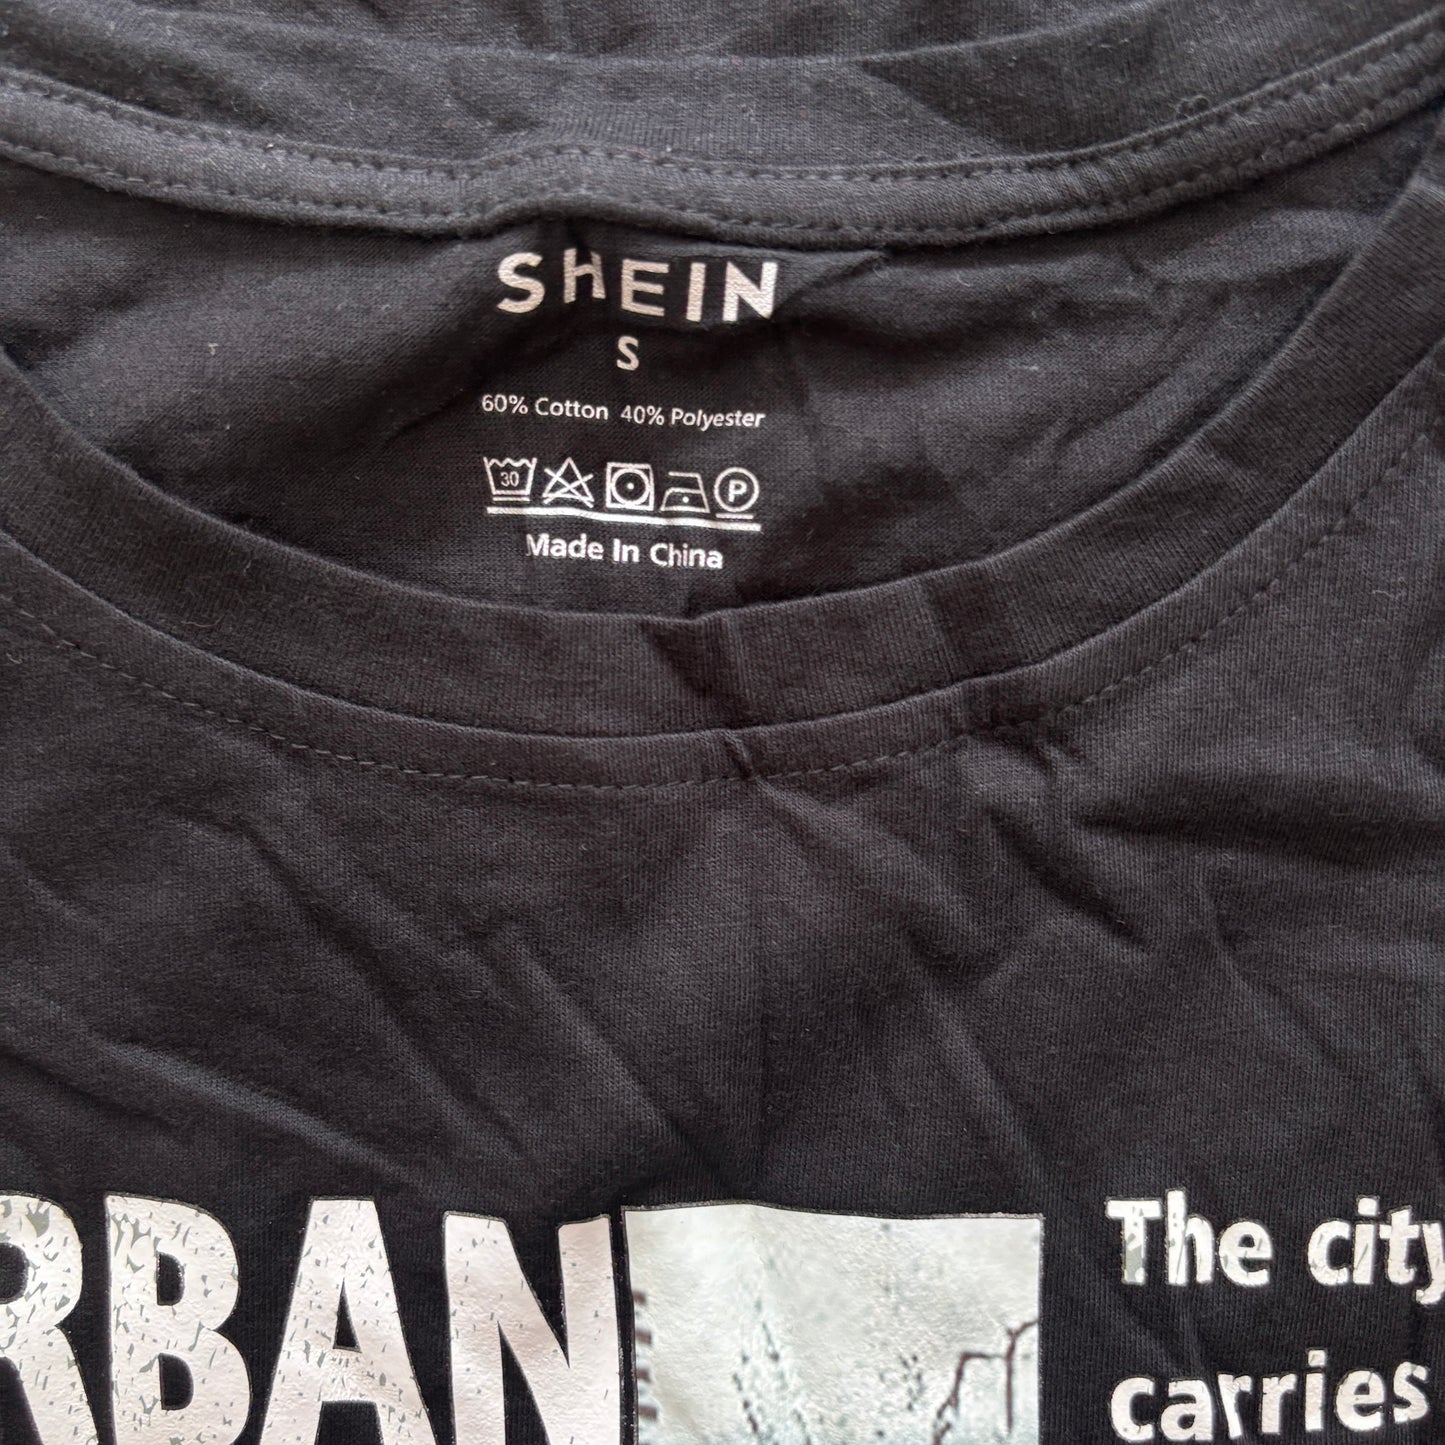 SHEIN
S
60% Cotton 40% Polyester
30 P
Made In China
RBAN
The city
carries